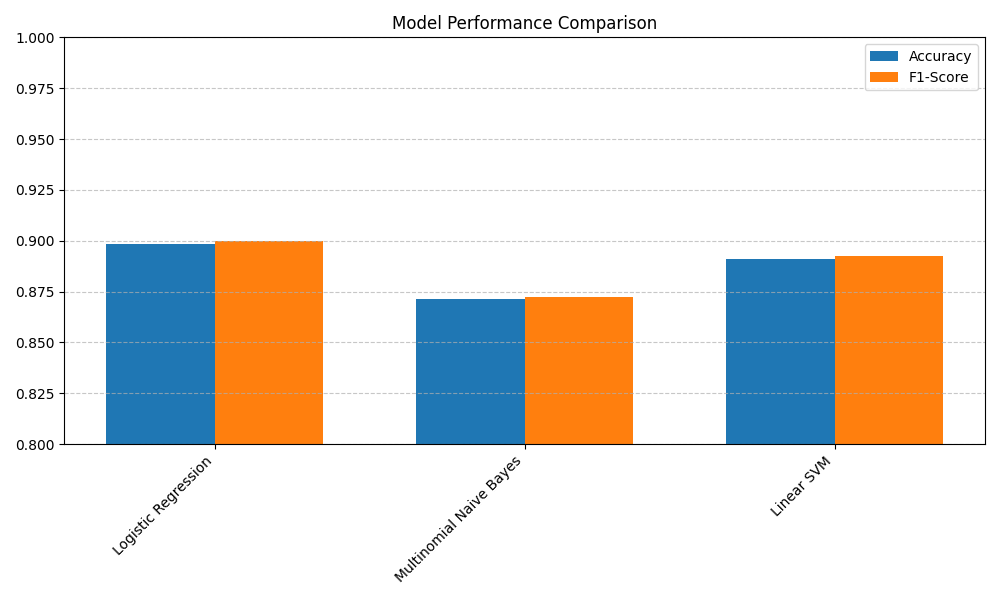 Model Performance Comparison
1.000
0.975
0.950
0.925
0.900
0.875
0.850
0.825
0.800
Accuracy
F1-Score
Logistic Regression
Multinomial Naive Bayes
Linear SVM